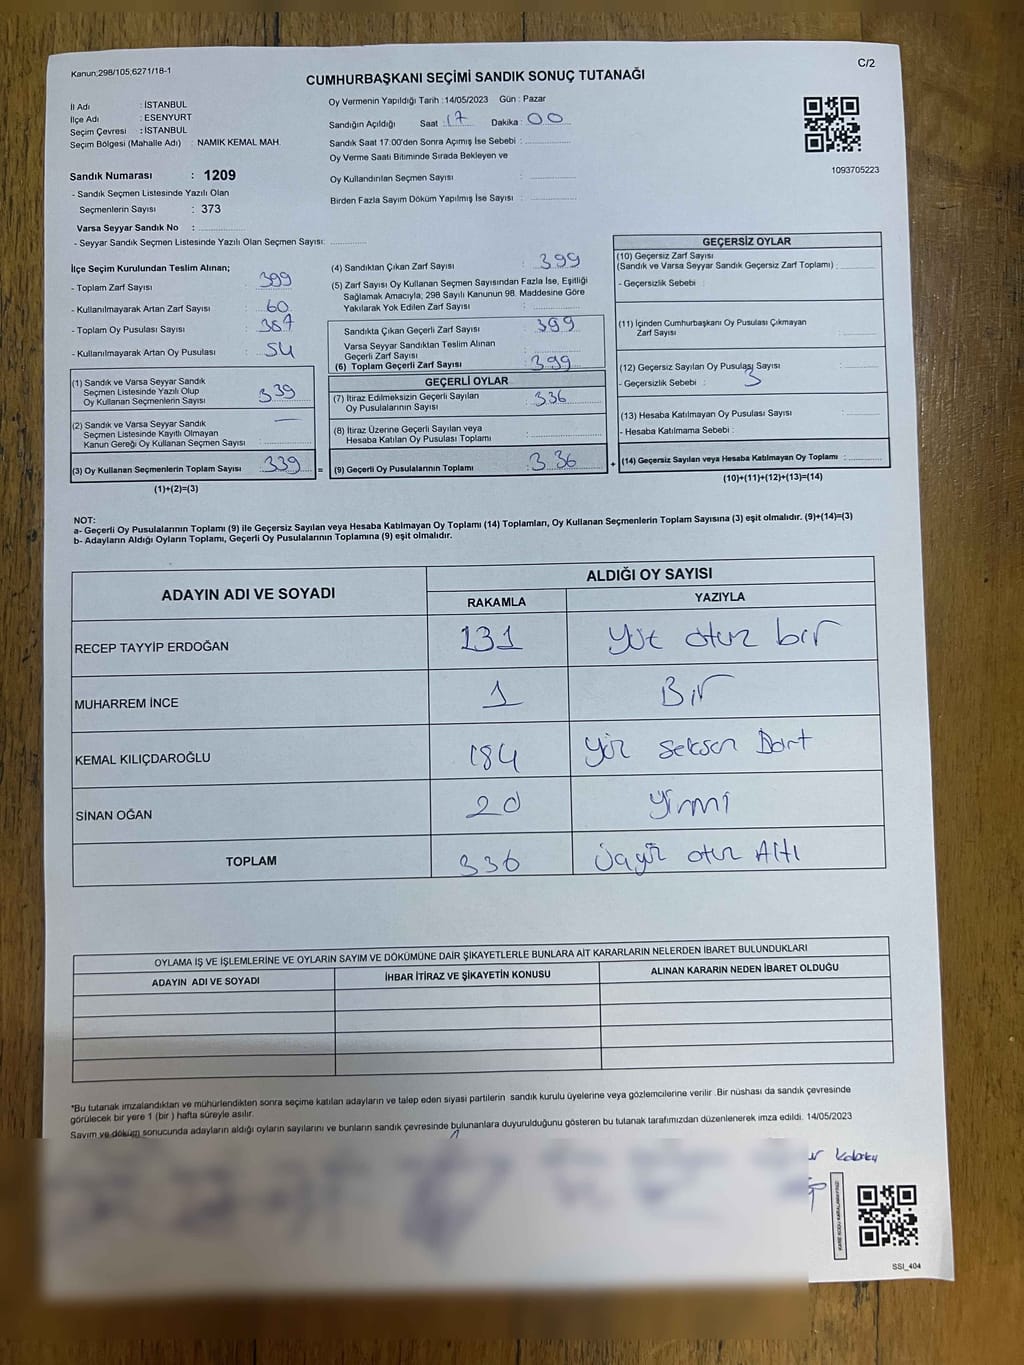 Kanun;298/105;6271/18-1
C/2
CUMHURBAŞKANI SEÇİMİ SANDIK SONUÇ TUTANAĞI
İl Adı : İSTANBUL
İlçe Adı : ESENYURT
Seçim Çevresi : İSTANBUL
Seçim Bölgesi (Mahalle Adı) : NAMIK KEMAL MAH.
Oy Vermenin Yapıldığı Tarih :14/05/2023 Gün : Pazar
Sandığın Açıldığı Saat : 17 Dakika : 00
Sandık Saat 17:00'den Sonra Açımış İse Sebebi :
Oy Verme Saati Bitiminde Sırada Bekleyen ve
Oy Kullandırılan Seçmen Sayısı :
Birden Fazla Sayım Döküm Yapılmış İse Sayısı :
1093705223
Sandık Numarası : 1209
- Sandık Seçmen Listesinde Yazılı Olan
Seçmenlerin Sayısı : 373
Varsa Seyyar Sandık No :
- Seyyar Sandık Seçmen Listesinde Yazılı Olan Seçmen Sayısı:
İlçe Seçim Kurulundan Teslim Alınan;
- Toplam Zarf Sayısı : 399
- Kullanılmayarak Artan Zarf Sayısı : 60
- Toplam Oy Pusulası Sayısı :
- Kullanılmayarak Artan Oy Pusulası : 54
(1) Sandık ve Varsa Seyyar Sandık
Seçmen Listesinde Yazılı Olup
Oy Kullanan Seçmenlerin Sayısı : 339
(2) Sandık ve Varsa Seyyar Sandık
Seçmen Listesinde Kayıtlı Olmayan
Kanun Gereği Oy Kullanan Seçmen Sayısı : —
(3) Oy Kullanan Seçmenlerin Toplam Sayısı : 339
(1)+(2)=(3)
(4) Sandıktan Çıkan Zarf Sayısı : 399
(5) Zarf Sayısı Oy Kullanan Seçmen Sayısından Fazla İse, Eşitliği
Sağlamak Amacıyla; 298 Sayılı Kanunun 98. Maddesine Göre
Yakılarak Yok Edilen Zarf Sayısı :
Sandıkta Çıkan Geçerli Zarf Sayısı : 399
Varsa Seyyar Sandıktan Teslim Alınan
Geçerli Zarf Sayısı :
(6) Toplam Geçerli Zarf Sayısı : 399
GEÇERLİ OYLAR
(7) İtiraz Edilmeksizin Geçerli Sayılan
Oy Pusulalarının Sayısı : 336
(8) İtiraz Üzerine Geçerli Sayılan veya
Hesaba Katılan Oy Pusulası Toplamı :
= (9) Geçerli Oy Pusulalarının Toplamı : 336
GEÇERSİZ OYLAR
(10) Geçersiz Zarf Sayısı
(Sandık ve Varsa Seyyar Sandık Geçersiz Zarf Toplamı) :
- Geçersizlik Sebebi :
(11) İçinden Cumhurbaşkanı Oy Pusulası Çıkmayan
Zarf Sayısı :
(12) Geçersiz Sayılan Oy Pusulası Sayısı :
- Geçersizlik Sebebi : 3
(13) Hesaba Katılmayan Oy Pusulası Sayısı :
- Hesaba Katılmama Sebebi :
+ (14) Geçersiz Sayılan veya Hesaba Katılmayan Oy Toplamı :
(10)+(11)+(12)+(13)=(14)
NOT:
a- Geçerli Oy Pusulalarının Toplamı (9) ile Geçersiz Sayılan veya Hesaba Katılmayan Oy Toplamı (14) Toplamları, Oy Kullanan Seçmenlerin Toplam Sayısına (3) eşit olmalıdır. (9)+(14)=(3)
b- Adayların Aldığı Oyların Toplamı, Geçerli Oy Pusulalarının Toplamına (9) eşit olmalıdır.
ADAYIN ADI VE SOYADI ALDIĞI OY SAYISI
RAKAMLA YAZIYLA
RECEP TAYYİP ERDOĞAN 131 Yüz otuz bir
MUHARREM İNCE 1 Bir
KEMAL KILIÇDAROĞLU 184 Yüz seksen Dört
SİNAN OĞAN 20 Yirmi
TOPLAM 336 Üçyüz otuz Altı
OYLAMA İŞ VE İŞLEMLERİNE VE OYLARIN SAYIM VE DÖKÜMÜNE DAİR ŞİKAYETLERLE BUNLARA AİT KARARLARIN NELERDEN İBARET BULUNDUKLARI
ADAYIN ADI VE SOYADI İHBAR İTİRAZ VE ŞİKAYETİN KONUSU ALINAN KARARIN NEDEN İBARET OLDUĞU
*Bu tutanak imzalandıktan ve mühürlendikten sonra seçime katılan adayların ve talep eden siyasi partilerin sandık kurulu üyelerine veya gözlemcilerine verilir. Bir nüshası da sandık çevresinde
görülecek bir yere 1 (bir ) hafta süreyle asılır.
Sayım ve döküm sonucunda adayların aldığı oyların sayılarını ve bunların sandık çevresinde bulunanlara duyurulduğunu gösteren bu tutanak tarafımızdan düzenlenerek imza edildi. 14/05/2023
SSI_404